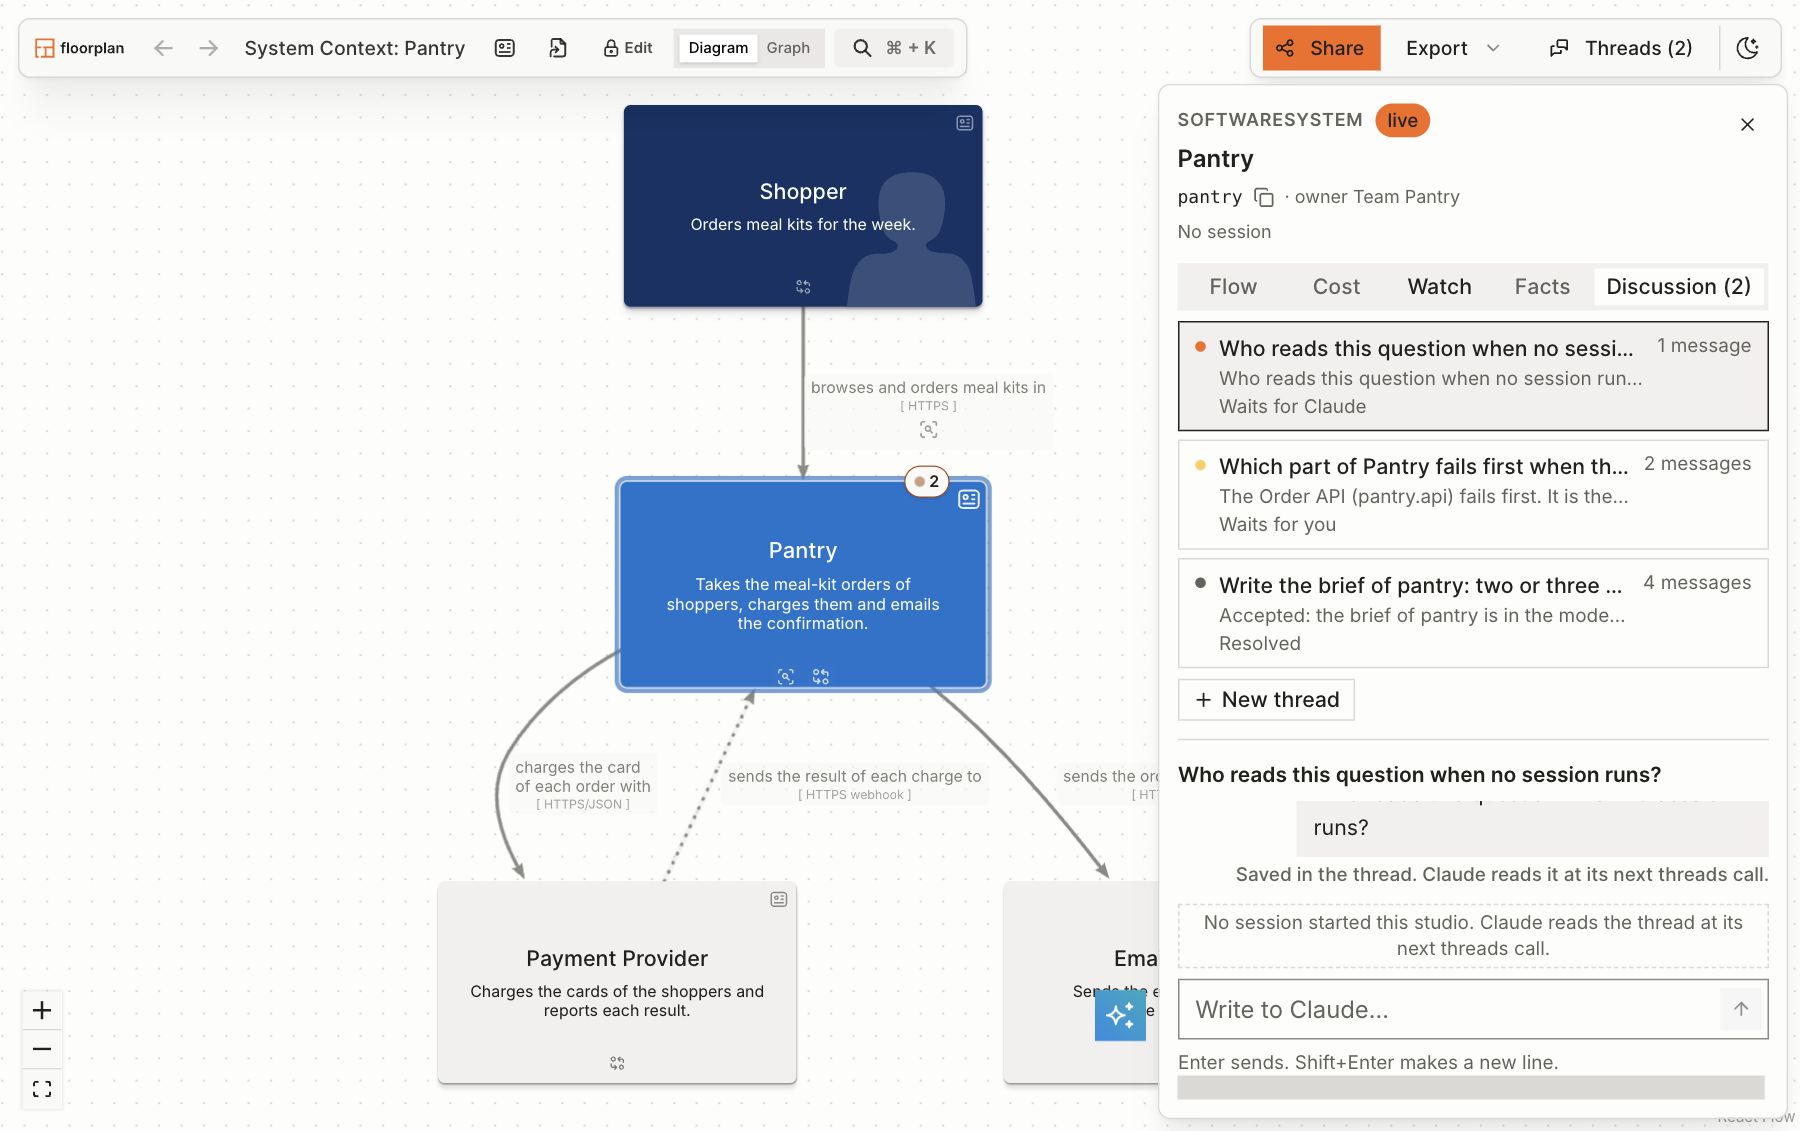 floorplan
System Context: Pantry
Edit
Diagram
Graph
⌘ + K
Share
Export
Threads (2)
Shopper
Orders meal kits for the week.
browses and orders meal kits in
[ HTTPS ]
2
Pantry
Takes the meal-kit orders of
shoppers, charges them and emails
the confirmation.
charges the card
of each order with
[ HTTPS/JSON ]
sends the result of each charge to
[ HTTPS webhook ]
sends the
Payment Provider
Charges the cards of the shoppers and
reports each result.
SOFTWARESYSTEM
live
Pantry
pantry · owner Team Pantry
No session
Flow
Cost
Watch
Facts
Discussion (2)
Who reads this question when no sessi...
1 message
Who reads this question when no session run...
Waits for Claude
Which part of Pantry fails first when th...
2 messages
The Order API (pantry.api) fails first. It is the...
Waits for you
Write the brief of pantry: two or three ...
4 messages
Accepted: the brief of pantry is in the mode...
Resolved
+ New thread
Who reads this question when no session runs?
runs?
Saved in the thread. Claude reads it at its next threads call.
No session started this studio. Claude reads the thread at its
next threads call.
Write to Claude...
Enter sends. Shift+Enter makes a new line.
React Flow